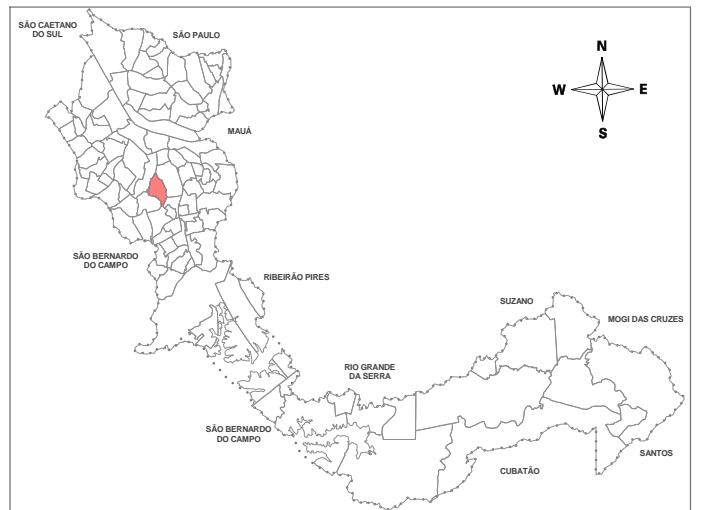 SÃO CAETANO
DO SUL
SÃO PAULO
N
W
E
S
MAUÁ
SÃO BERNARDO
DO CAMPO
RIBEIRÃO PIRES
SUZANO
MOGI DAS CRUZES
RIO GRANDE
DA SERRA
SÃO BERNARDO
DO CAMPO
SANTOS
CUBATÃO